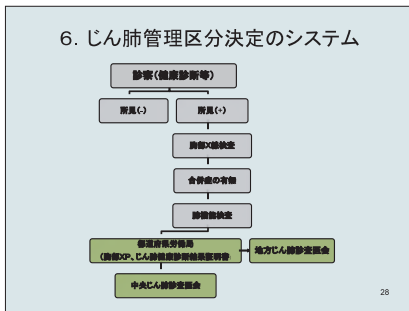 6. じん肺管理区分決定のシステム
診察(健康診断等)
所見(-)
所見(+)
胸部X線検査
合併症の有無
肺機能検査
都道府県労働局
(胸部XP、じん肺健康診断結果証明書)
地方じん肺診査医会
中央じん肺診査医会
28